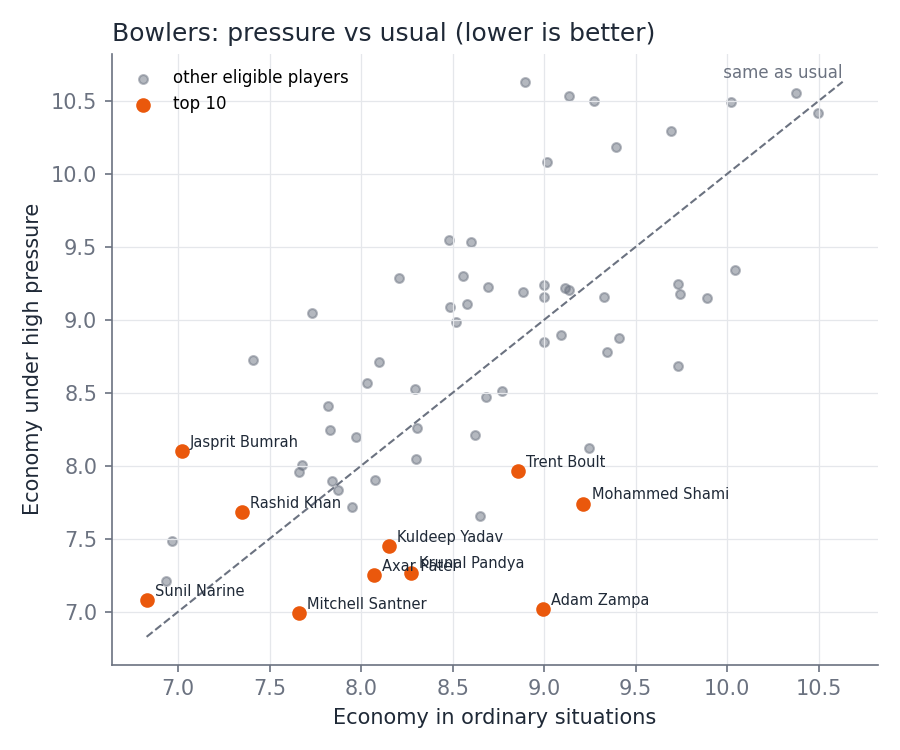 Bowlers: pressure vs usual (lower is better)
other eligible players
top 10
same as usual
Economy under high pressure
10.5
10.0
9.5
9.0
8.5
8.0
7.5
7.0
Jasprit Bumrah
Trent Boult
Rashid Khan
Mohammed Shami
Kuldeep Yadav
Axar Patel
Krunal Pandya
Sunil Narine
Mitchell Santner
Adam Zampa
7.0 7.5 8.0 8.5 9.0 9.5 10.0 10.5
Economy in ordinary situations